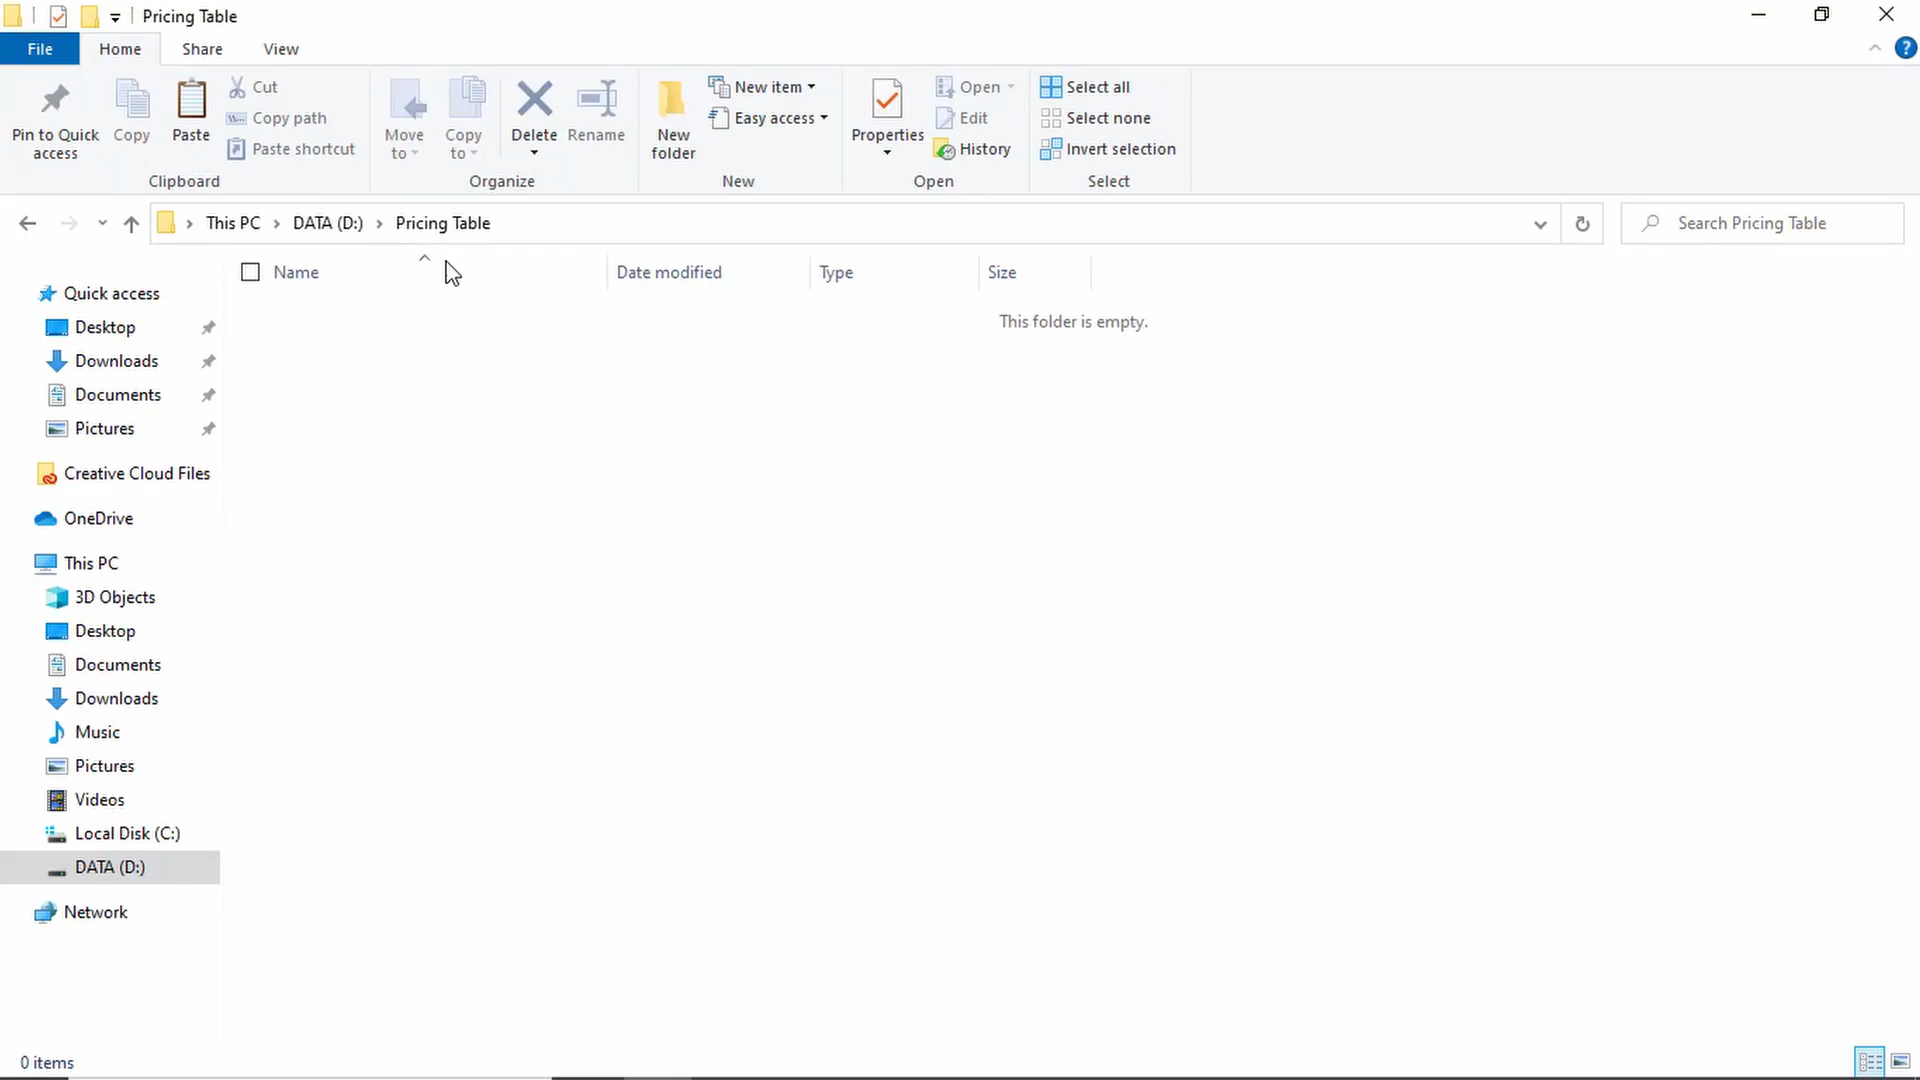 Pricing Table
File
Home
Share
View
Pin to Quick
access
Copy
Paste
Cut
Copy path
Paste shortcut
Clipboard
Move
to
Copy
to
Delete
Rename
Organize
New
folder
New item
Easy access
New
Properties
Open
Edit
History
Open
Select all
Select none
Invert selection
Select
This PC
DATA (D:)
Pricing Table
Search Pricing Table
Name
Date modified
Type
Size
This folder is empty.
Quick access
Desktop
Downloads
Documents
Pictures
Creative Cloud Files
OneDrive
This PC
3D Objects
Desktop
Documents
Downloads
Music
Pictures
Videos
Local Disk (C:)
DATA (D:)
Network
0 items